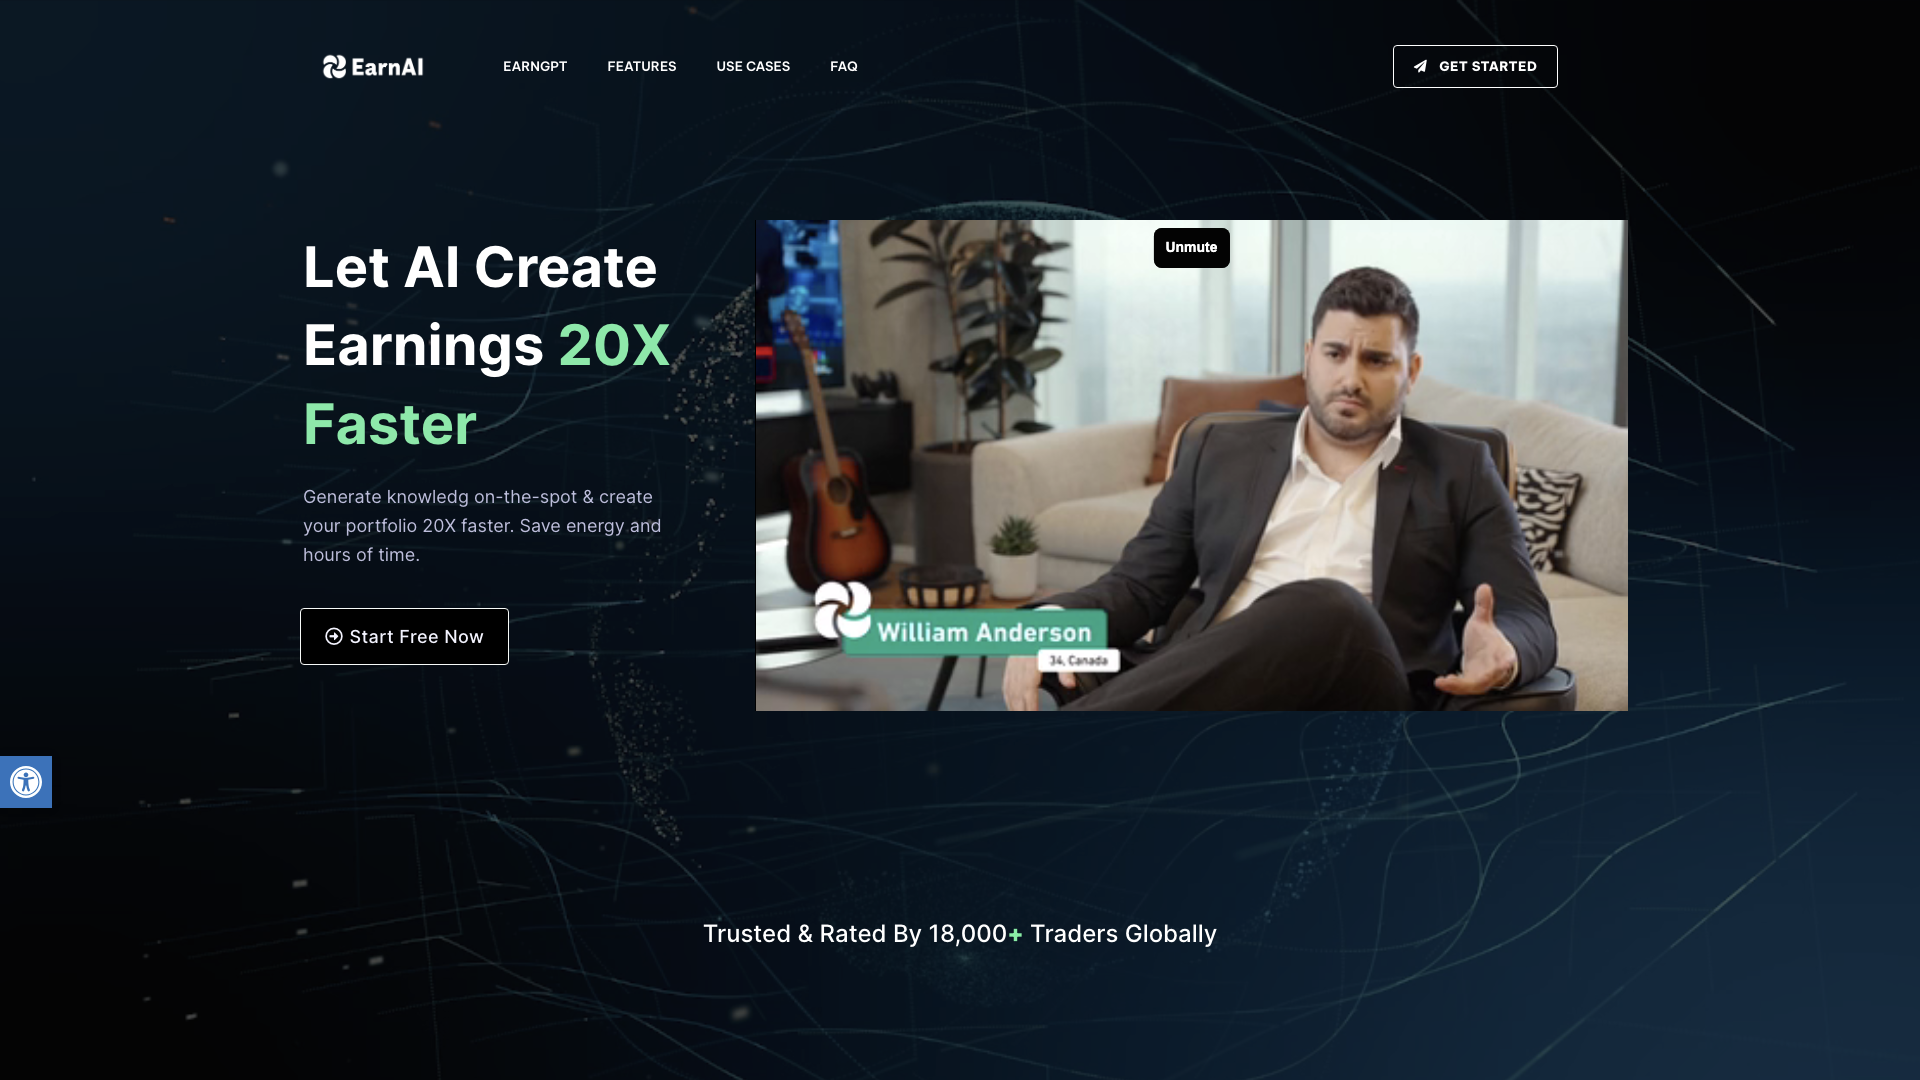 EarnAI
EARNGPT
FEATURES
USE CASES
FAQ
GET STARTED
Let AI Create
Earnings 20X
Faster
Generate knowledg on-the-spot & create
your portfolio 20X faster. Save energy and
hours of time.
Start Free Now
Unmute
William Anderson
34, Canada
Trusted & Rated By 18,000+ Traders Globally